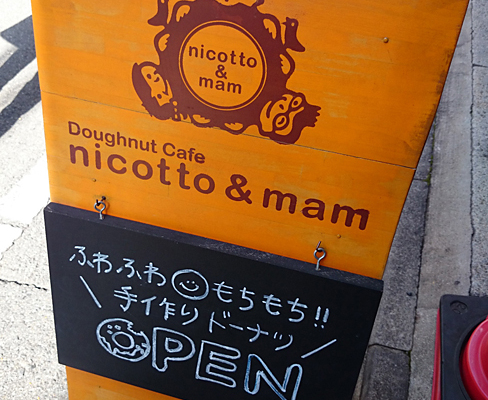 nicotto
&
mam
Doughnut Cafe
nicotto & mam
ふわふわ☺もちもち!!
＼手作りドーナツ／
OPEN